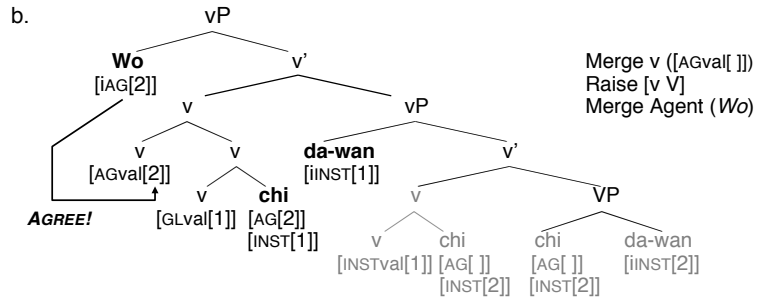 b.
vP
Wo v’ Merge v ([AGval[ ]])
[iAG[2]] Raise [v V]
Merge Agent (Wo)
v vP
v v da-wan v’
[AGval[2]] [iINST[1]]
v chi v VP
AGREE! [GLval[1]] [AG[2]]
[INST[1]] v chi chi da-wan
[INSTval[1]] [AG[ ]] [AG[ ]] [iINST[2]]
[INST[2]] [INST[2]]